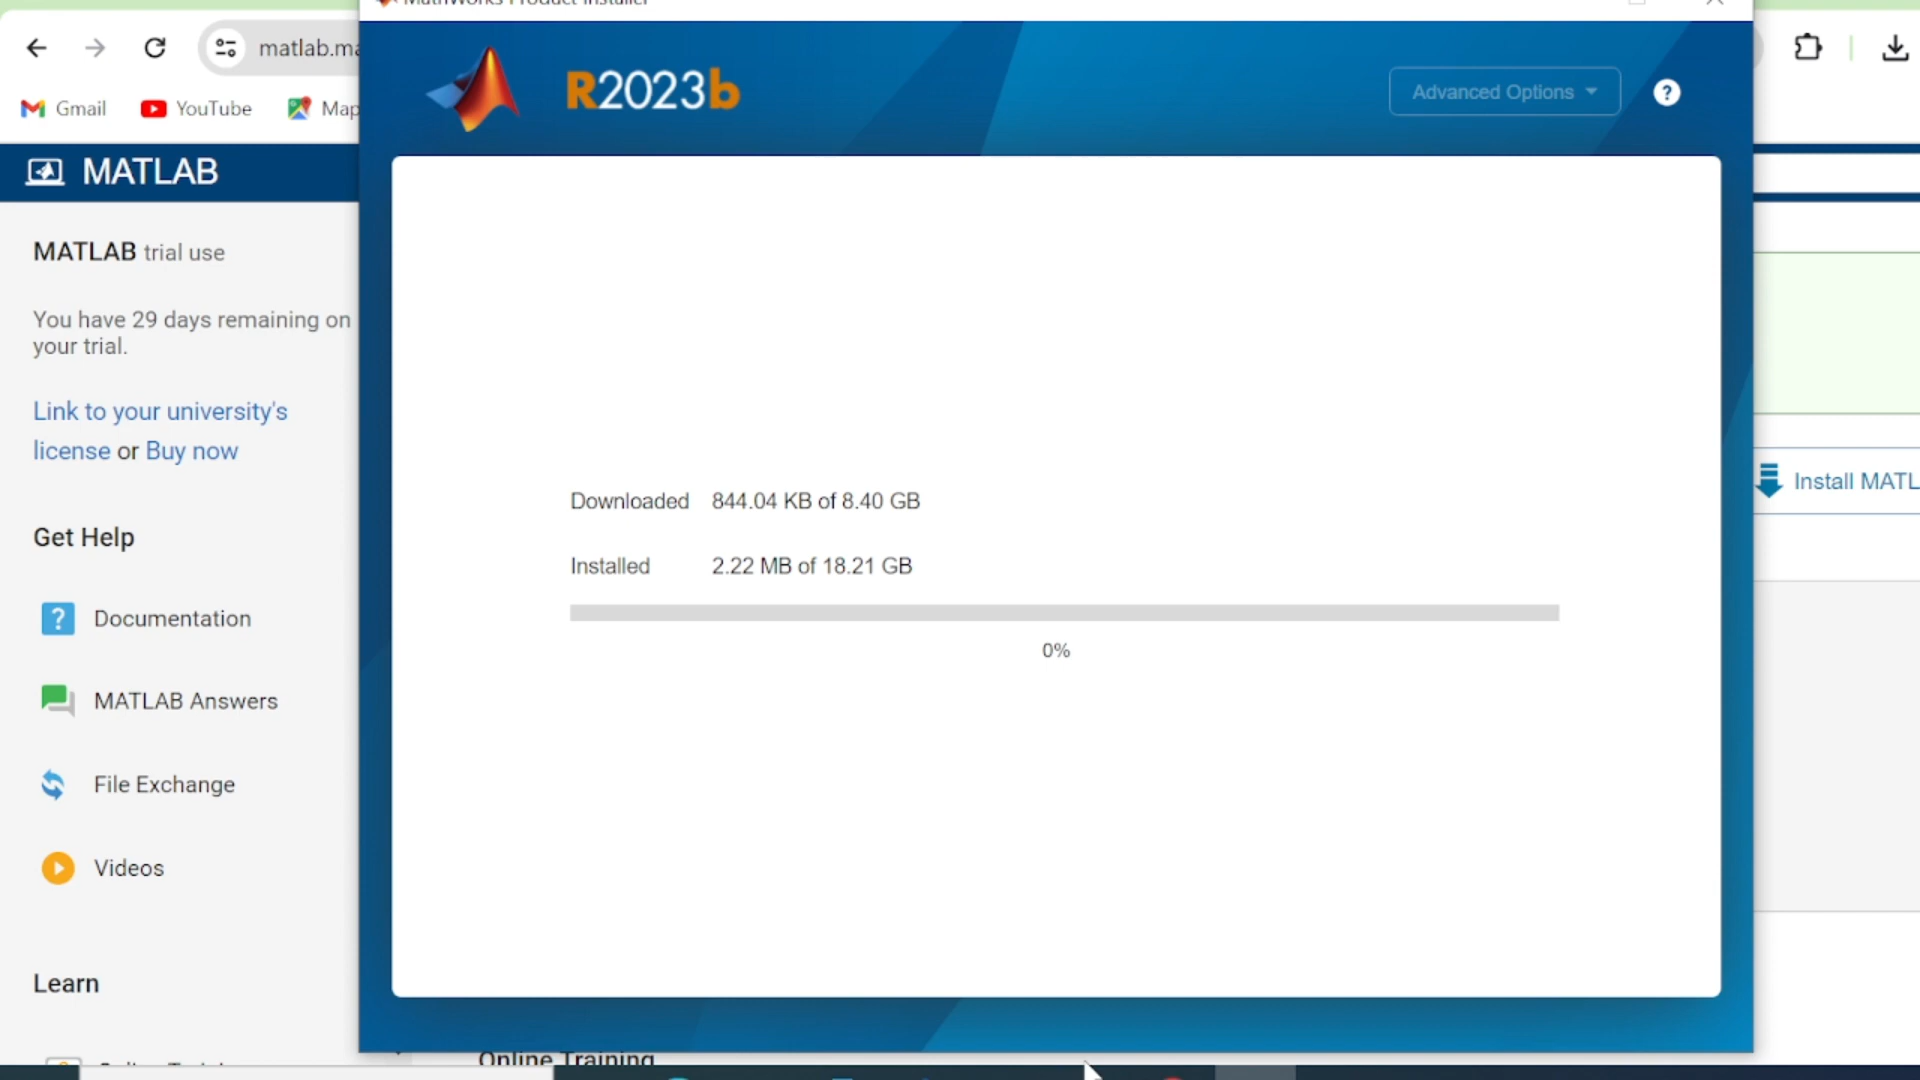 MathWorks Product Installer
matlab.ma
Gmail
YouTube
Map
R2023b
Advanced Options
?
MATLAB
MATLAB trial use
You have 29 days remaining on
your trial.
Link to your university's
license or Buy now
Get Help
? Documentation
MATLAB Answers
File Exchange
Videos
Learn
Downloaded 844.04 KB of 8.40 GB
Installed 2.22 MB of 18.21 GB
0%
Install MATL
Online Training